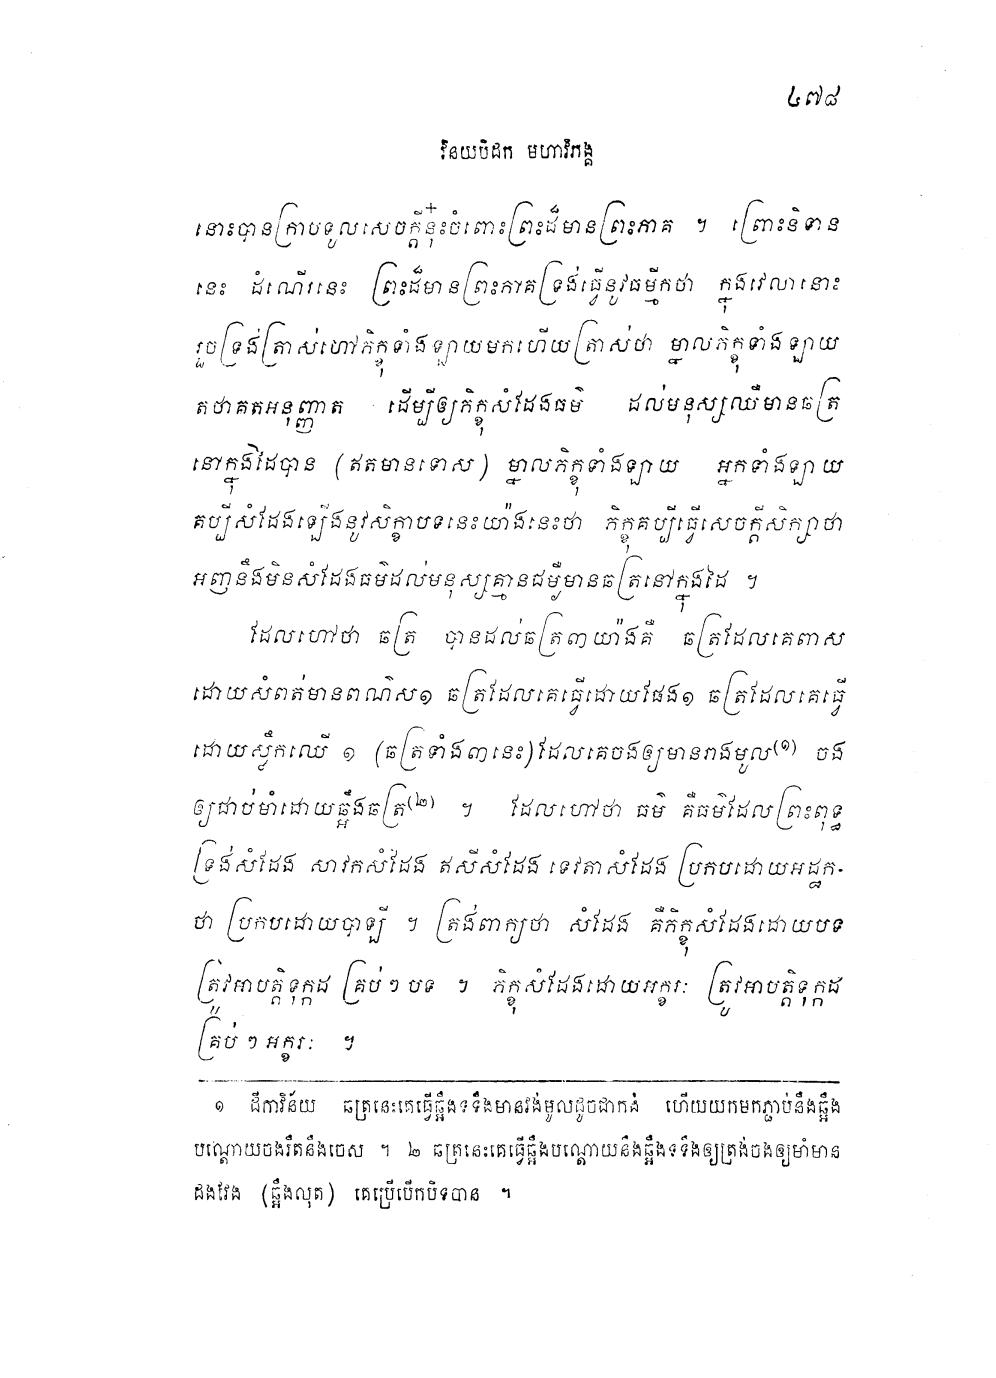 ៤៧៨
វិនយបិដក មហាវិភង្គ
នោះបានក្រាបទូលសេចក្តីនុ៎ះចំពោះព្រះដ៏មានព្រះភាគ ។ ព្រោះនិទាន
នេះ ដំណើរនេះ ព្រះដ៏មានព្រះភាគទ្រង់ធ្វើនូវធម្មីកថា ក្នុងវេលានោះ
រួចទ្រង់ត្រាស់ហៅភិក្ខុទាំងឡាយមកហើយត្រាស់ថា ម្នាលភិក្ខុទាំងឡាយ
តថាគតអនុញ្ញាត ដើម្បីឲ្យភិក្ខុសំដែងធម៌ ដល់មនុស្សឈឺមានឆត្រ
នៅក្នុងដៃបាន (ឥតមានទោស) ម្នាលភិក្ខុទាំងឡាយ អ្នកទាំងឡាយ
គប្បីសំដែងឡើងនូវសិក្ខាបទនេះយ៉ាងនេះថា ភិក្ខុគប្បីធ្វើសេចក្តីសិក្សាថា
អញនឹងមិនសំដែងធម៌ដល់មនុស្សគ្មានជម្ងឺមានឆត្រនៅក្នុងដៃ ។
ដែលហៅថា ឆត្រ បានដល់ឆត្រ៣យ៉ាងគឺ ឆត្រដែលគេពាស
ដោយសំពត់មានពណ៌ស១ ឆត្រដែលគេធ្វើដោយផែង១ ឆត្រដែលគេធ្វើ
ដោយស្លឹកឈើ ១ (ឆត្រទាំង៣នេះ)ដែលគេចងឲ្យមានរាងមូល(១) ចង
ឲ្យជាប់មាំដោយឆ្អឹងឆត្រ(២) ។ ដែលហៅថា ធម៌ គឺធម៌ដែលព្រះពុទ្ធ
ទ្រង់សំដែង សាវកសំដែង ឥសីសំដែង ទេវតាសំដែង ប្រកបដោយអដ្ឋក-
ថា ប្រកបដោយបាឡី ។ ត្រង់ពាក្យថា សំដែង គឺភិក្ខុសំដែងដោយបទ
ត្រូវអាបត្តិទុក្កដ គ្រប់ៗបទ ។ ភិក្ខុសំដែងដោយអក្ខរៈ ត្រូវអាបត្តិទុក្កដ
គ្រប់ៗអក្ខរៈ ។
១ ដីកាវិន័យ ឆត្រនេះគេធ្វើឆ្អឹងទទឹងមានវង់មូលដូចជាកង់ ហើយយកមកភ្ជាប់នឹងឆ្អឹង
បណ្តោយចងរឹតនឹងចេស ។ ២ ឆត្រនេះគេធ្វើឆ្អឹងបណ្តោយនឹងឆ្អឹងទទឹងឲ្យត្រង់ចងឲ្យមាំមាន
ដងវែង (ឆ្អឹងលុត) គេប្រើបើកបិទបាន ។